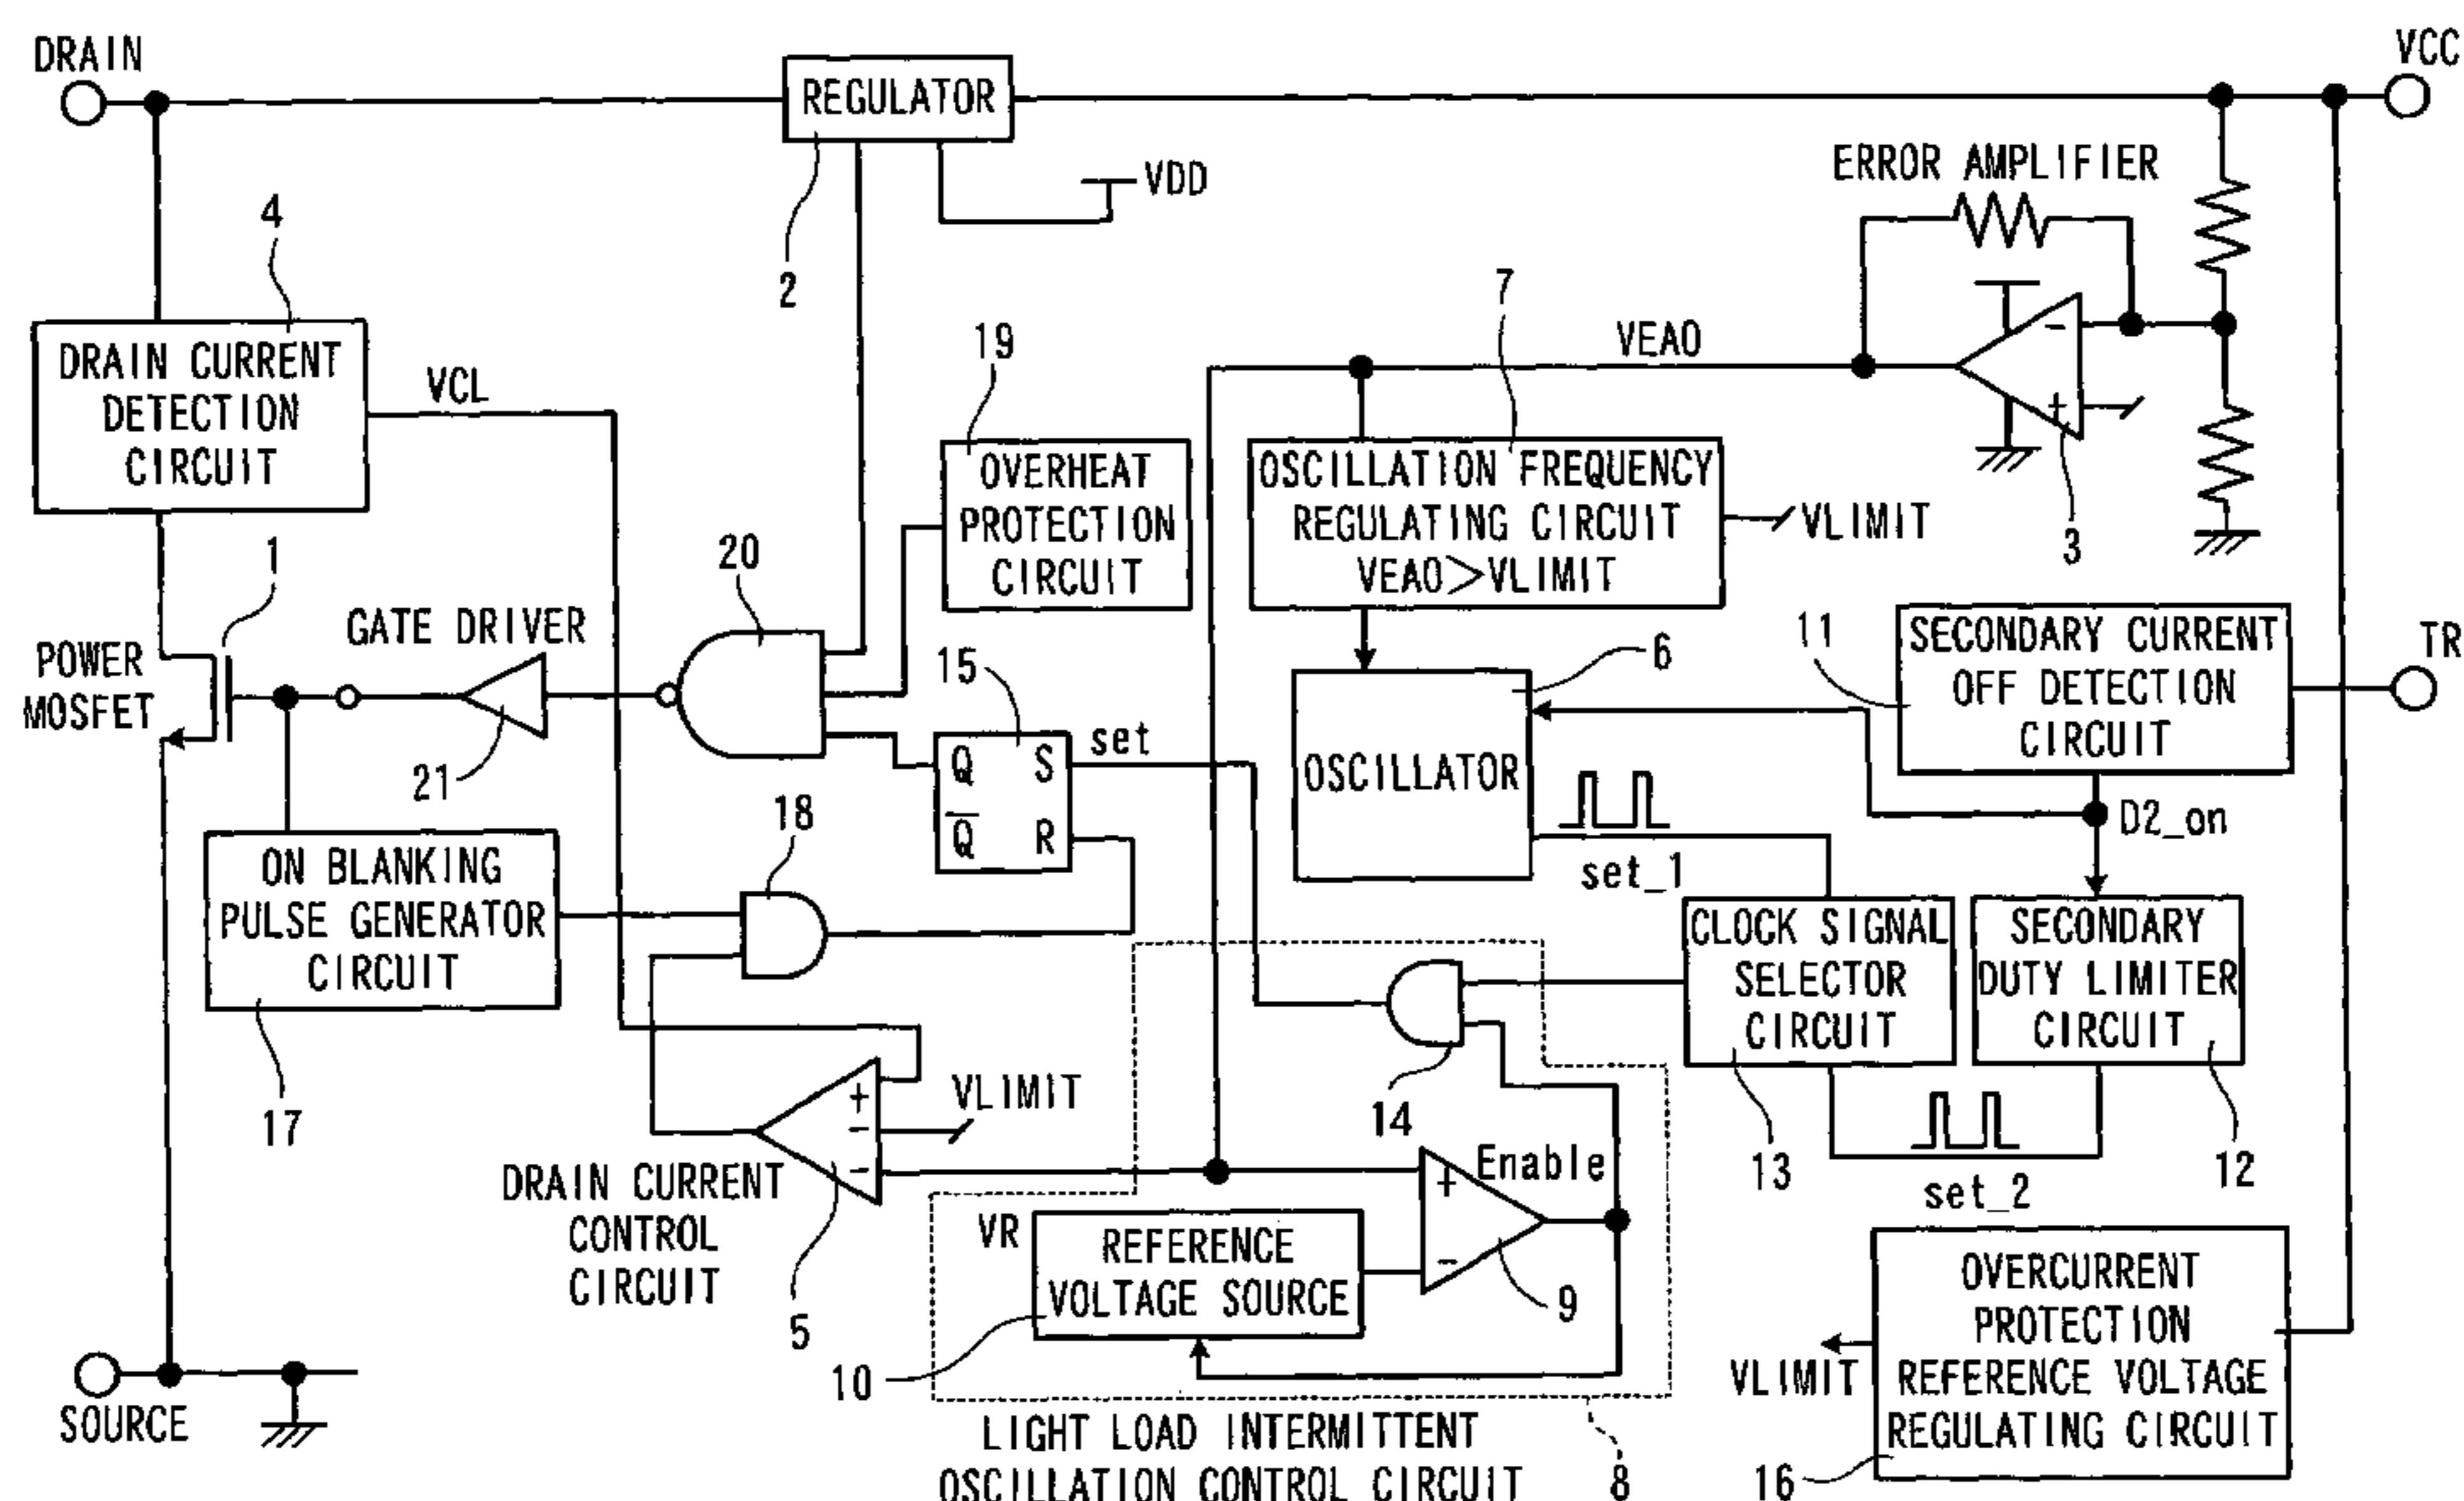 DRAIN
REGULATOR
VCC
VDD
2
ERROR AMPLIFIER
4
DRAIN CURRENT
DETECTION
CIRCUIT
VCL
7
VEAO
-
+
3
19
OVERHEAT
PROTECTION
CIRCUIT
OSCILLATION FREQUENCY
REGULATING CIRCUIT
VEAO>VLIMIT
VLIMIT
1
POWER
MOSFET
GATE DRIVER
21
20
15
Q S
Q R
set
6
OSCILLATOR
set_1
11
SECONDARY CURRENT
OFF DETECTION
CIRCUIT
TR
D2_on
ON BLANKING
PULSE GENERATOR
CIRCUIT
17
18
CLOCK SIGNAL
SELECTOR
CIRCUIT
13
SECONDARY
DUTY LIMITER
CIRCUIT
12
set_2
14
+
-
-
VLIMIT
DRAIN CURRENT
CONTROL
CIRCUIT
5
Enable
+
-
9
VR
REFERENCE
VOLTAGE SOURCE
10
LIGHT LOAD INTERMITTENT
OSCILLATION CONTROL CIRCUIT
8
SOURCE
VLIMIT
OVERCURRENT
PROTECTION
REFERENCE VOLTAGE
REGULATING CIRCUIT
16